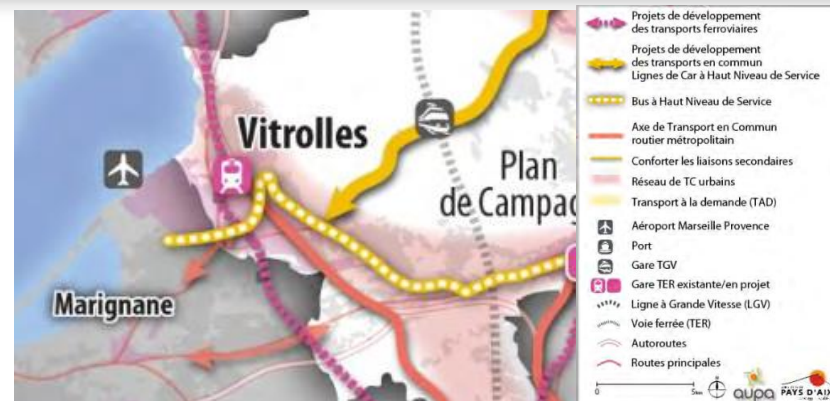 Vitrolles
Plan
de Campa
Marignane
Projets de développement
des transports ferroviaires
Projets de développement
des transports en commun
Lignes de Car à Haut Niveau de Service
Bus à Haut Niveau de Service
Axe de Transport en Commun
routier métropolitain
Conforter les liaisons secondaires
Réseau de TC urbains
Transport à la demande (TAD)
Aéroport Marseille Provence
Port
Gare TGV
Gare TER existante/en projet
Ligne à Grande Vitesse (LGV)
Voie ferrée (TER)
Autoroutes
Routes principales
0
5km
aupa
PAYS D'AIX